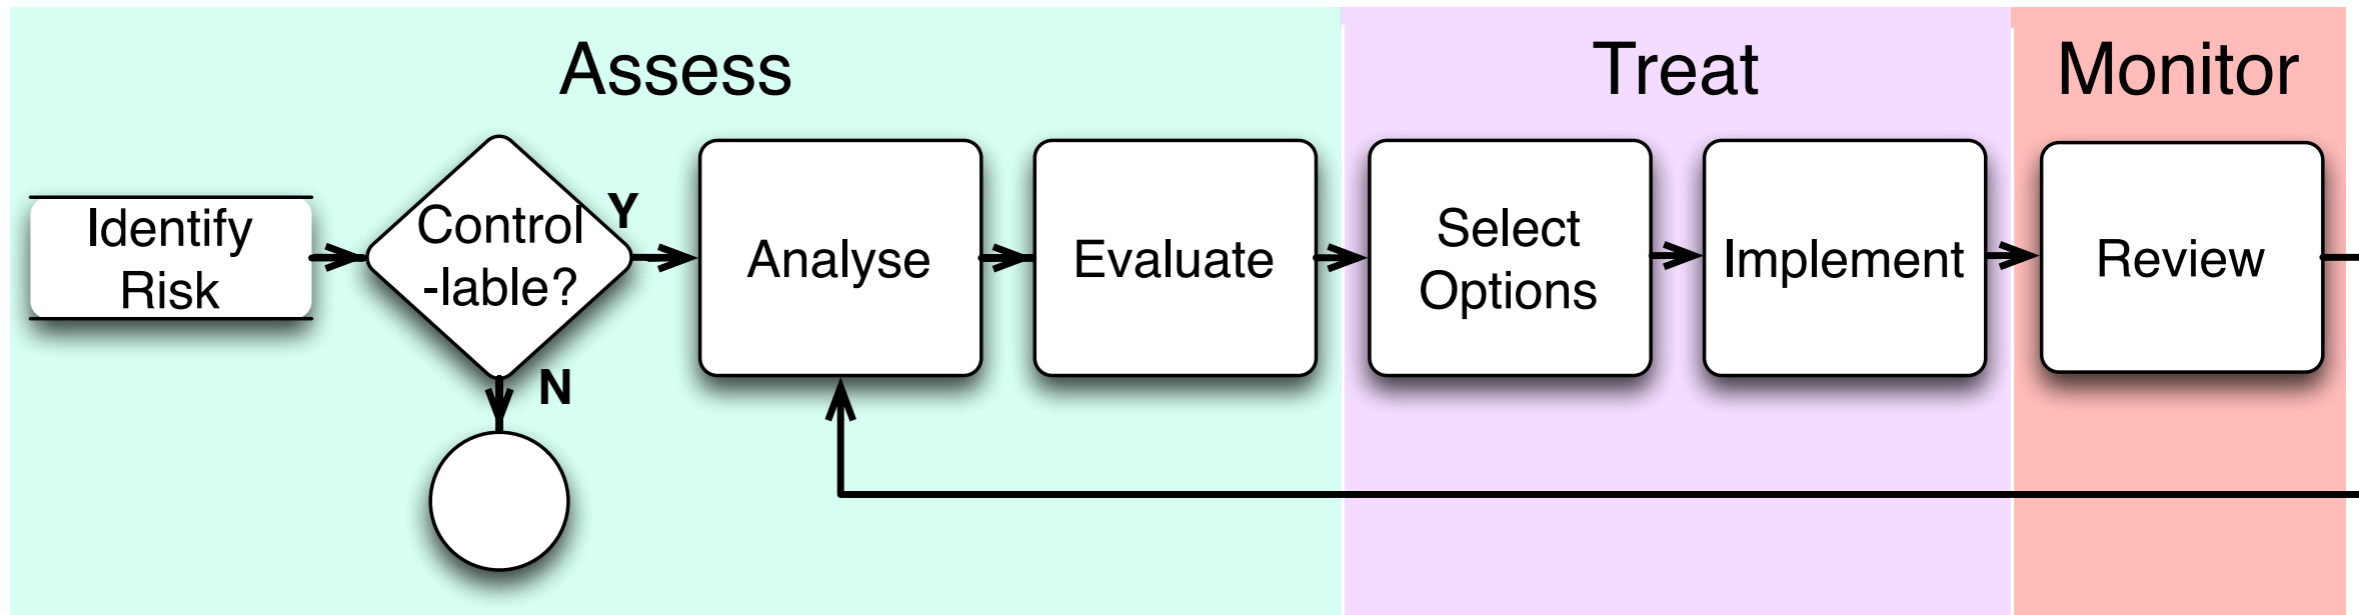 Assess
Treat
Monitor
Identify
Risk
Control
-lable?
Y
N
Analyse
Evaluate
Select
Options
Implement
Review